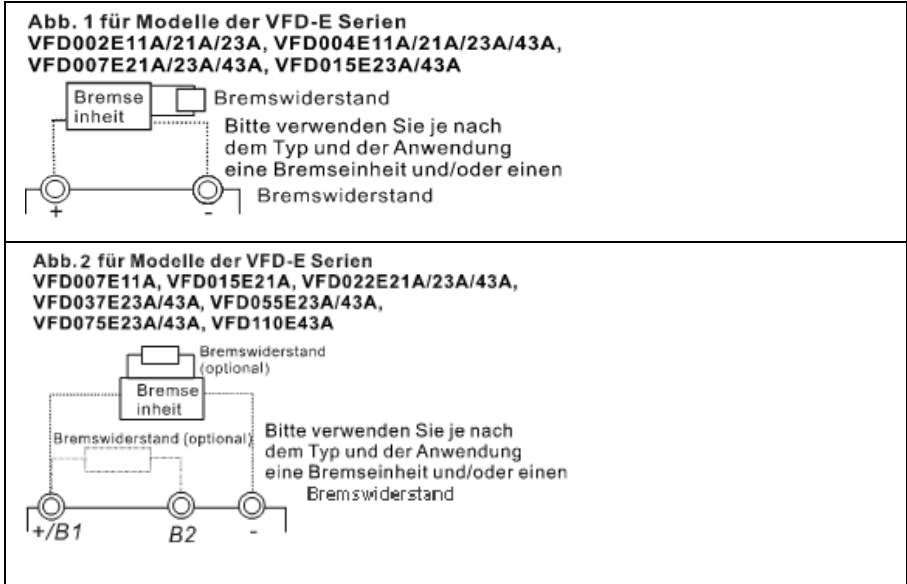 Abb. 1 für Modelle der VFD-E Serien
VFD002E11A/21A/23A, VFD004E11A/21A/23A/43A,
VFD007E21A/23A/43A, VFD015E23A/43A
Bremse
inheit
Bremswiderstand
Bitte verwenden Sie je nach
dem Typ und der Anwendung
eine Bremseinheit und/oder einen
Bremswiderstand
+
-
Abb. 2 für Modelle der VFD-E Serien
VFD007E11A, VFD015E21A, VFD022E21A/23A/43A,
VFD037E23A/43A, VFD055E23A/43A,
VFD075E23A/43A, VFD110E43A
Bremswiderstand
(optional)
Bremse
inheit
Bremswiderstand (optional)
Bitte verwenden Sie je nach
dem Typ und der Anwendung
eine Bremseinheit und/oder einen
Bremswiderstand
+/B1
B2
-